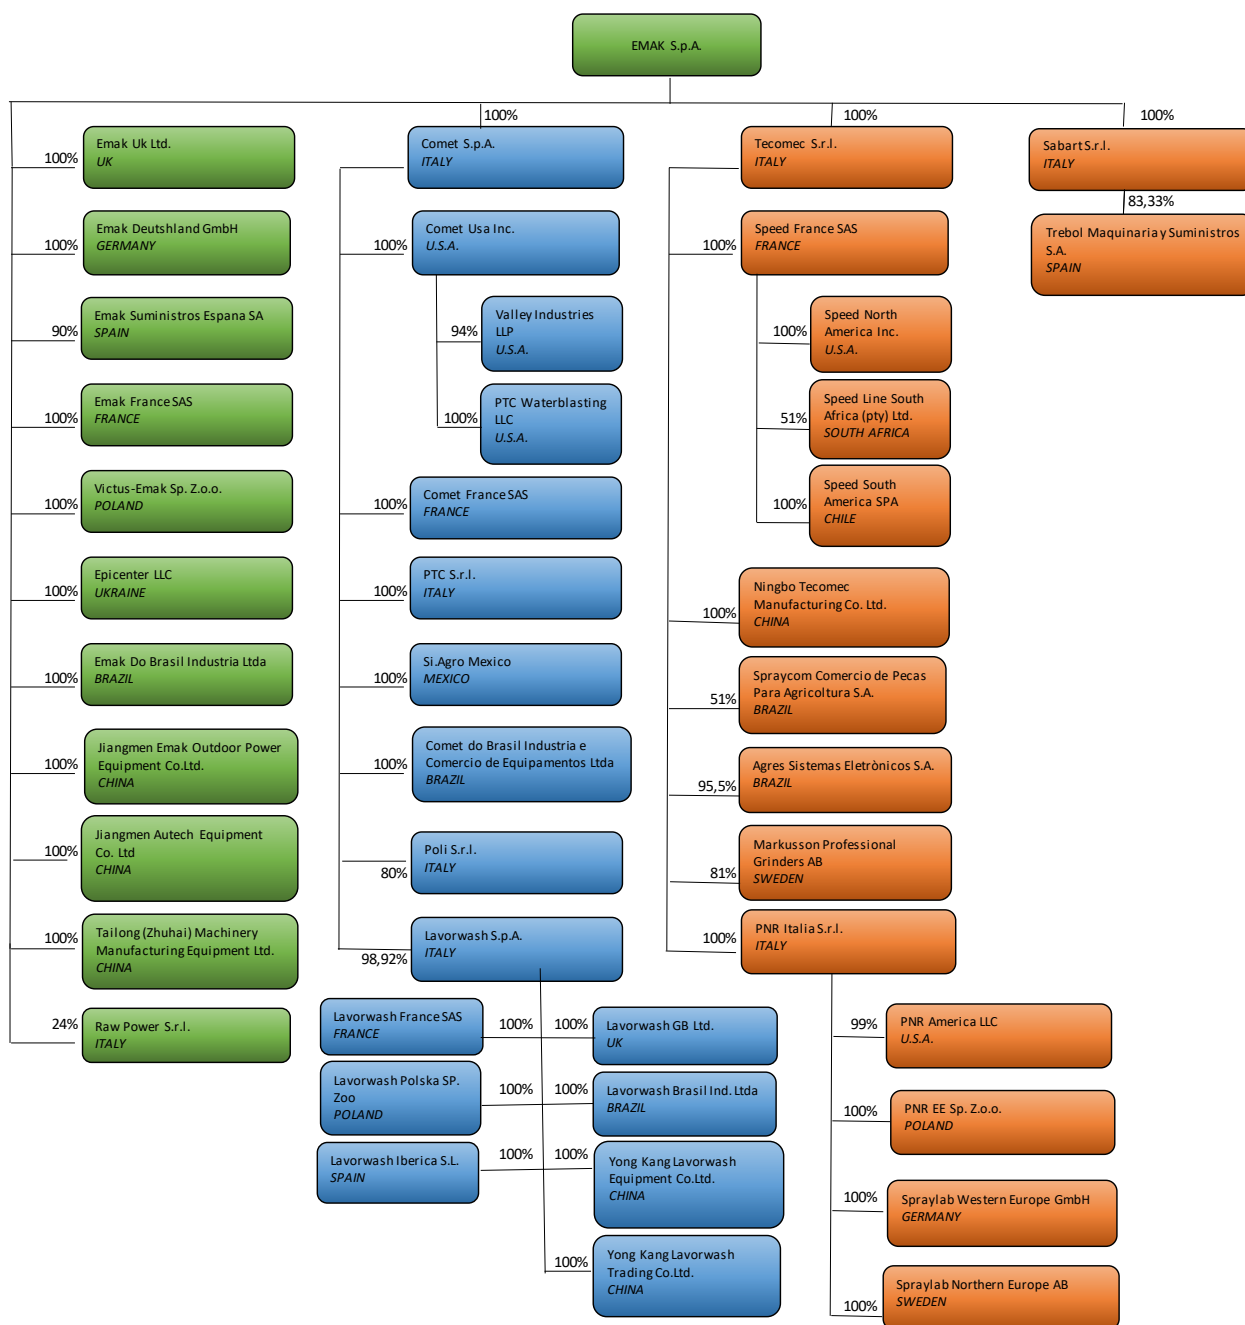 EMAK S.p.A.
100%
Emak Uk Ltd.
UK
100%
Emak Deutshland GmbH
GERMANY
90%
Emak Suministros Espana SA
SPAIN
100%
Emak France SAS
FRANCE
100%
Victus-Emak Sp. Z.o.o.
POLAND
100%
Epicenter LLC
UKRAINE
100%
Emak Do Brasil Industria Ltda
BRAZIL
100%
Jiangmen Emak Outdoor Power
Equipment Co.Ltd.
CHINA
100%
Jiangmen Autech Equipment
Co. Ltd
CHINA
100%
Tailong (Zhuhai) Machinery
Manufacturing Equipment Ltd.
CHINA
24%
Raw Power S.r.l.
ITALY
100%
Comet S.p.A.
ITALY
100%
Comet Usa Inc.
U.S.A.
94%
Valley Industries
LLP
U.S.A.
100%
PTC Waterblasting
LLC
U.S.A.
100%
Comet France SAS
FRANCE
100%
PTC S.r.l.
ITALY
100%
Si.Agro Mexico
MEXICO
100%
Comet do Brasil Industria e
Comercio de Equipamentos Ltda
BRAZIL
80%
Poli S.r.l.
ITALY
98,92%
Lavorwash S.p.A.
ITALY
Lavorwash France SAS
FRANCE
100%
100%
Lavorwash GB Ltd.
UK
Lavorwash Polska SP.
Zoo
POLAND
100%
100%
Lavorwash Brasil Ind. Ltda
BRAZIL
Lavorwash Iberica S.L.
SPAIN
100%
100%
Yong Kang Lavorwash
Equipment Co.Ltd.
CHINA
100%
Yong Kang Lavorwash
Trading Co.Ltd.
CHINA
100%
Tecomec S.r.l.
ITALY
100%
Speed France SAS
FRANCE
100%
Speed North
America Inc.
U.S.A.
51%
Speed Line South
Africa (pty) Ltd.
SOUTH AFRICA
100%
Speed South
America SPA
CHILE
100%
Ningbo Tecomec
Manufacturing Co. Ltd.
CHINA
51%
Spraycom Comercio de Pecas
Para Agricoltura S.A.
BRAZIL
95,5%
Agres Sistemas Eletrònicos S.A.
BRAZIL
81%
Markusson Professional
Grinders AB
SWEDEN
100%
PNR Italia S.r.l.
ITALY
99%
PNR America LLC
U.S.A.
100%
PNR EE Sp. Z.o.o.
POLAND
100%
Spraylab Western Europe GmbH
GERMANY
100%
Spraylab Northern Europe AB
SWEDEN
100%
Sabart S.r.l.
ITALY
83,33%
Trebol Maquinaria y Suministros
S.A.
SPAIN